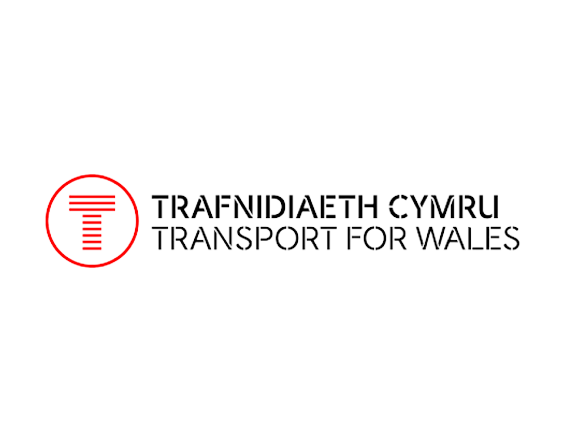 T
TRAFNIDIAETH CYMRU
TRANSPORT FOR WALES